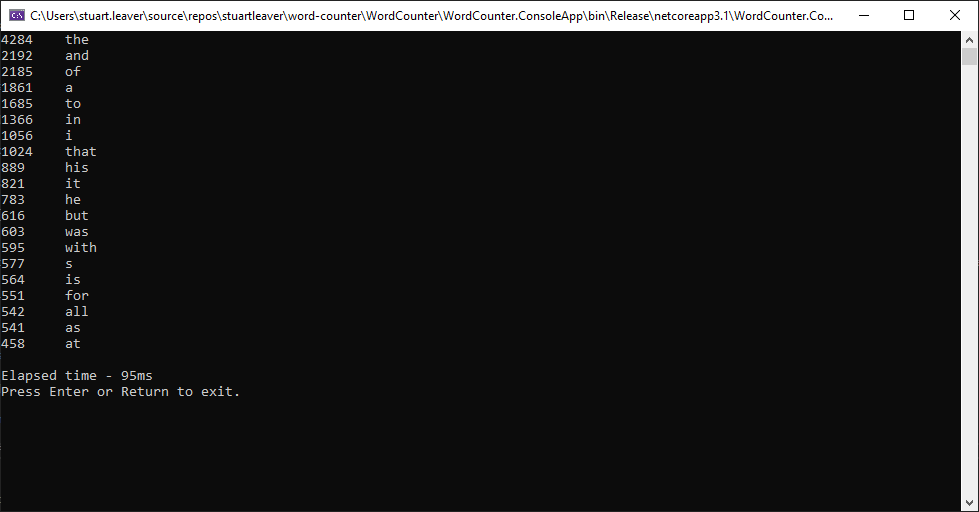 C:\Users\stuart.leaver\source\repos\stuartleaver\word-counter\WordCounter\WordCounter.ConsoleApp\bin\Release\netcoreapp3.1\WordCounter.Co...
4284 the
2192 and
2185 of
1861 a
1685 to
1366 in
1056 i
1024 that
889 his
821 it
783 he
616 but
603 was
595 with
577 s
564 is
551 for
542 all
541 as
458 at
Elapsed time - 95ms
Press Enter or Return to exit.